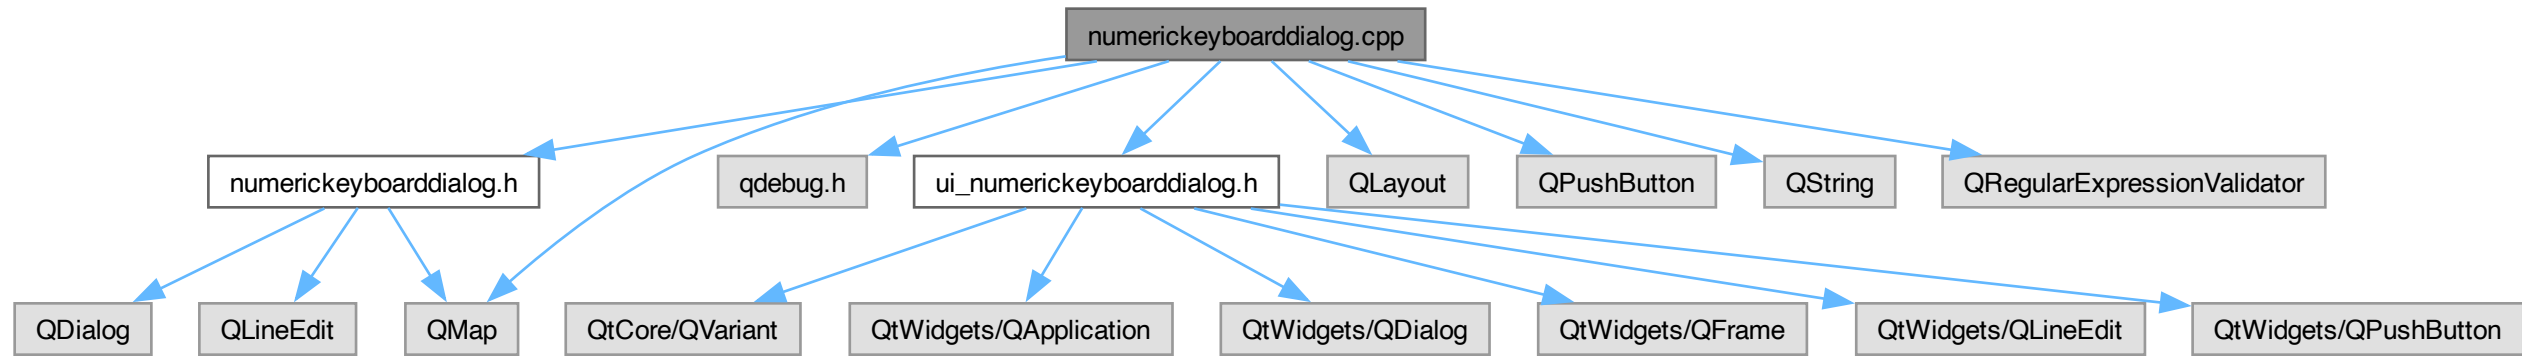 numerickeyboarddialog.cpp
numerickeyboarddialog.h
qdebug.h
ui_numerickeyboarddialog.h
QLayout
QPushButton
QString
QRegularExpressionValidator
QDialog
QLineEdit
QMap
QtCore/QVariant
QtWidgets/QApplication
QtWidgets/QDialog
QtWidgets/QFrame
QtWidgets/QLineEdit
QtWidgets/QPushButton